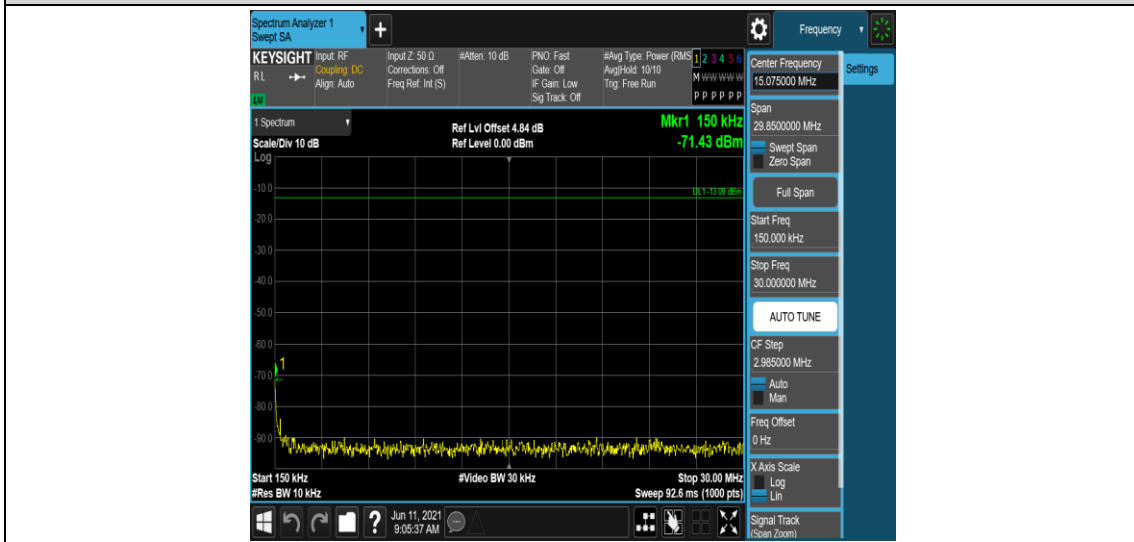 Spectrum Analyzer 1
Swept SA
+
Frequency
KEYSIGHT
RL
LXI
Input: RF
Coupling: DC
Align: Auto
Input Z: 50 Ω
Corrections: Off
Freq Ref: Int (S)
#Atten: 10 dB
PNO: Fast
Gate: Off
IF Gain: Low
Sig Track: Off
#Avg Type: Power (RMS
Avg|Hold: 10/10
Trig: Free Run
1 2 3 4 5 6
M W W W W W
P P P P P P
Center Frequency
15.075000 MHz
Settings
Span
29.8500000 MHz
Swept Span
Zero Span
Full Span
Start Freq
150.000 kHz
Stop Freq
30.000000 MHz
AUTO TUNE
CF Step
2.985000 MHz
Auto
Man
Freq Offset
0 Hz
X Axis Scale
Log
Lin
Signal Track
(Span Zoom)
1 Spectrum
Scale/Div 10 dB
Ref Lvl Offset 4.84 dB
Ref Level 0.00 dBm
Mkr1 150 kHz
-71.43 dBm
Log
-10.0
DL1 -13.00 dBm
-20.0
-30.0
-40.0
-50.0
-60.0
1
-70.0
-80.0
-90.0
Start 150 kHz
#Video BW 30 kHz
Stop 30.00 MHz
#Res BW 10 kHz
Sweep 92.6 ms (1000 pts)
?
Jun 11, 2021
9:05:37 AM